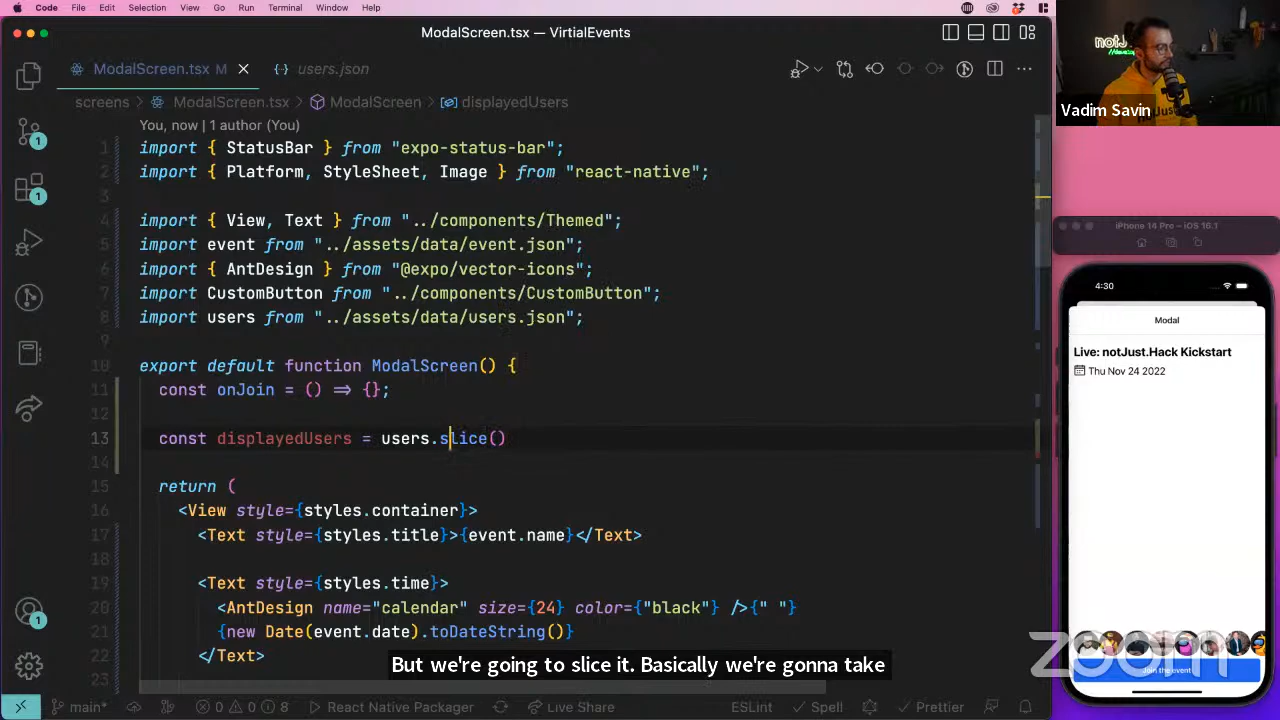 Code File Edit Selection View Go Run Terminal Window Help
ModalScreen.tsx — VirtialEvents
ModalScreen.tsx M users.json
screens > ModalScreen.tsx > ModalScreen > displayedUsers
You, now | 1 author (You)
1 import { StatusBar } from "expo-status-bar";
2 import { Platform, StyleSheet, Image } from "react-native";
3
4 import { View, Text } from "../components/Themed";
5 import event from "../assets/data/event.json";
6 import { AntDesign } from "@expo/vector-icons";
7 import CustomButton from "../components/CustomButton";
8 import users from "../assets/data/users.json";
9
10 export default function ModalScreen() {
11 const onJoin = () => {};
12
13 const displayedUsers = users.slice()
14
15 return (
16 <View style={styles.container}>
17 <Text style={styles.title}>{event.name}</Text>
18
19 <Text style={styles.time}>
20 <AntDesign name="calendar" size={24} color={"black"} />{" "}
21 {new Date(event.date).toDateString()}
22 </Text>
23
But we're going to slice it. Basically we're gonna take
main* 0 0 8 React Native Packager Live Share ESLint Spell Prettier
1
1
1
notJust
Vadim Savin
iPhone 14 Pro – iOS 16.1
4:30
Modal
Live: notJust.Hack Kickstart
Thu Nov 24 2022
Join the event
zoom